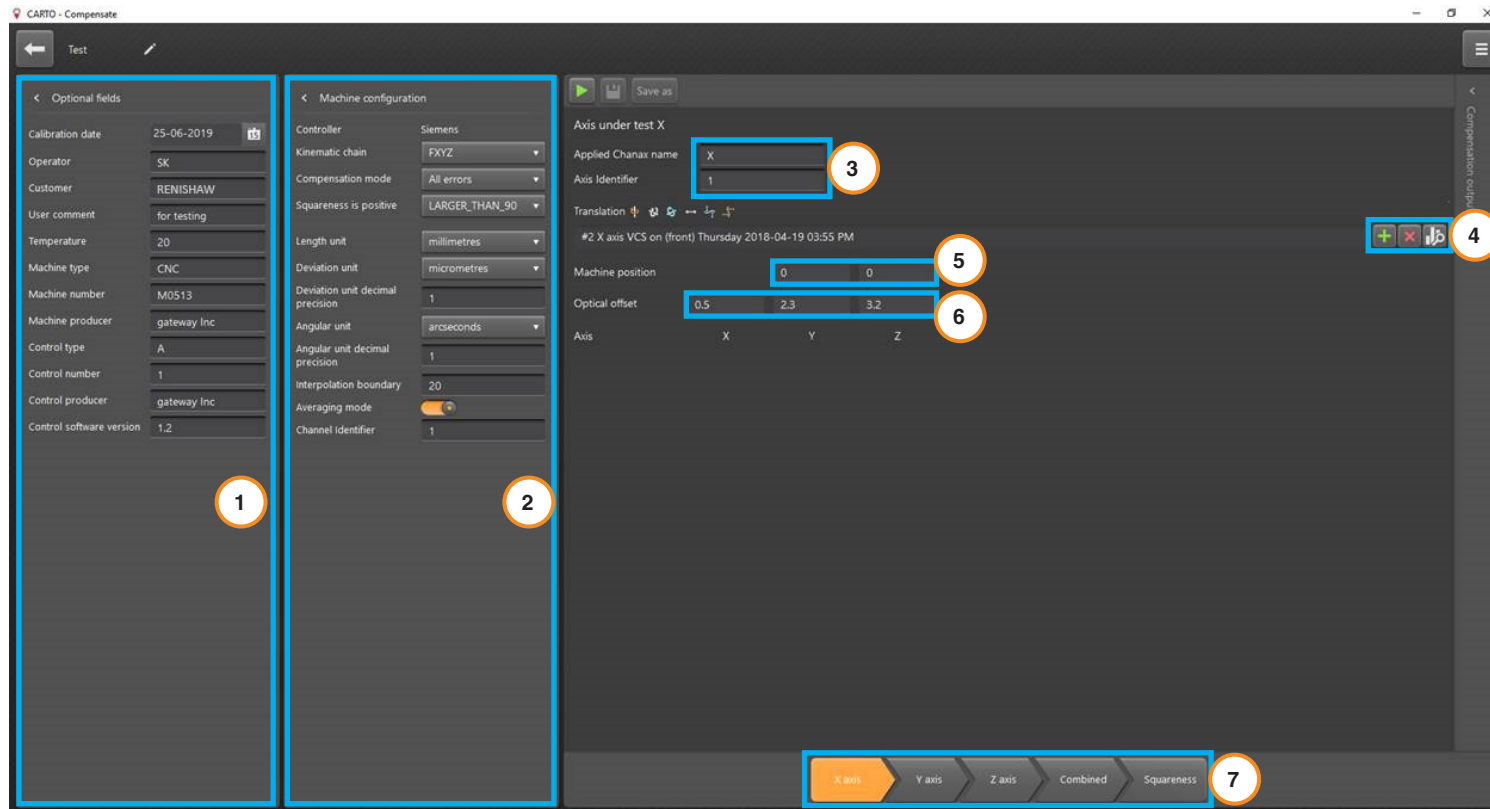 CARTO - Compensate
Test
Optional fields
Calibration date 25-06-2019 15
Operator SK
Customer RENISHAW
User comment for testing
Temperature 20
Machine type CNC
Machine number M0513
Machine producer gateway Inc
Control type A
Control number 1
Control producer gateway Inc
Control software version 1.2
1
Machine configuration
Controller Siemens
Kinematic chain FXYZ
Compensation mode All errors
Squareness is positive LARGER_THAN_90
Length unit millimetres
Deviation unit micrometres
Deviation unit decimal
precision 1
Angular unit arcseconds
Angular unit decimal
precision 1
Interpolation boundary 20
Averaging mode
Channel Identifier 1
2
Save as
Axis under test X
Applied Chanax name X
Axis Identifier 1
3
Translation
#2 X axis VCS on (front) Thursday 2018-04-19 03:55 PM
4
Machine position 0 0
5
Optical offset 0.5 2.3 3.2
6
Axis X Y Z
Compensation output
X axis Y axis Z axis Combined Squareness
7